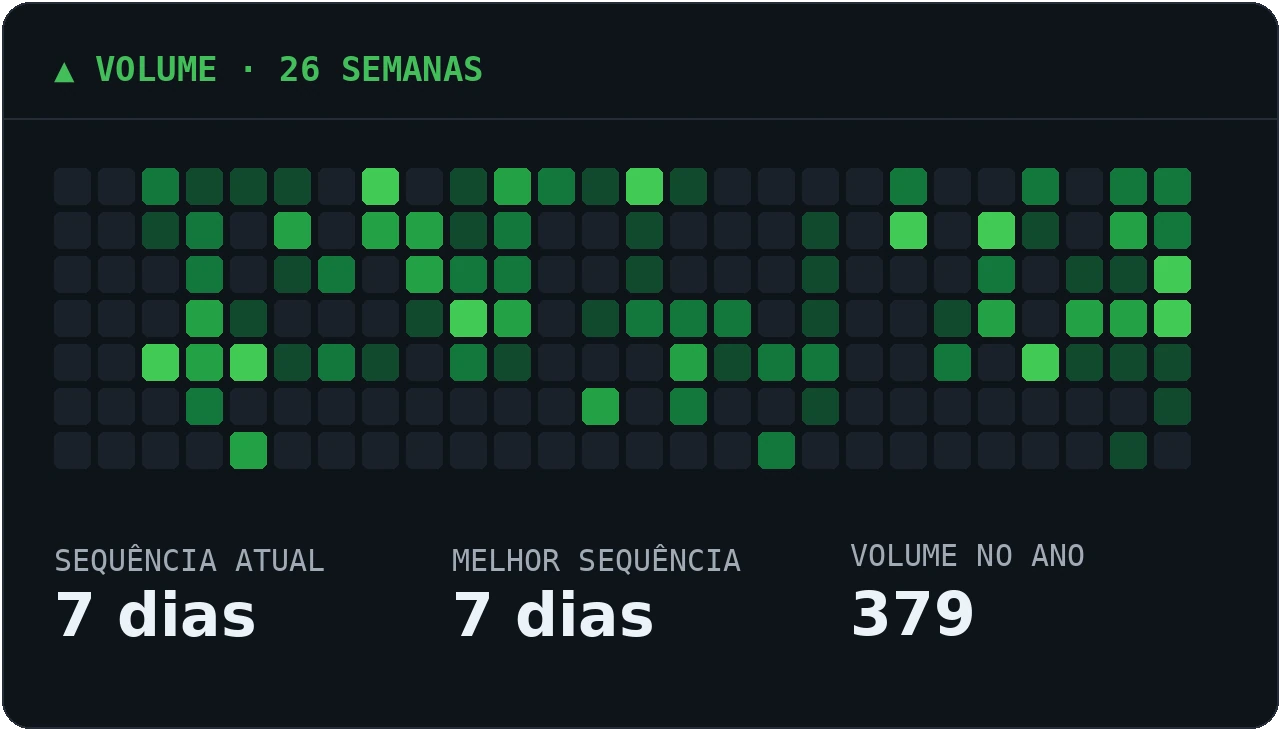 ▲ VOLUME · 26 SEMANAS
SEQUÊNCIA ATUAL
7 dias
MELHOR SEQUÊNCIA
7 dias
VOLUME NO ANO
379